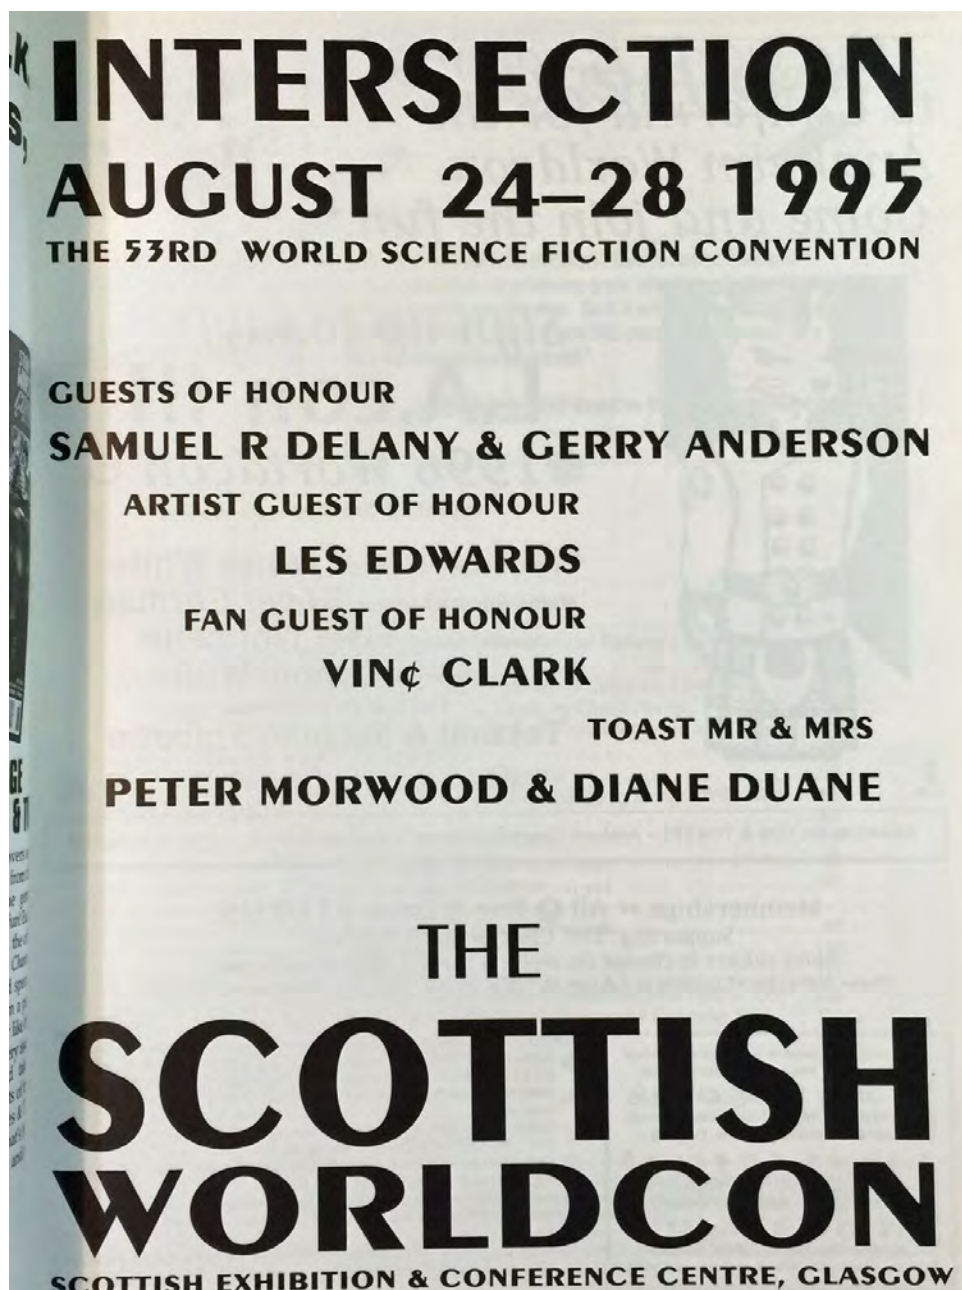 INTERSECTION
AUGUST 24–28 1995
THE 53RD WORLD SCIENCE FICTION CONVENTION
GUESTS OF HONOUR
SAMUEL R DELANY & GERRY ANDERSON
ARTIST GUEST OF HONOUR
LES EDWARDS
FAN GUEST OF HONOUR
VIN¢ CLARK
TOAST MR & MRS
PETER MORWOOD & DIANE DUANE
THE
SCOTTISH
WORLDCON
SCOTTISH EXHIBITION & CONFERENCE CENTRE, GLASGOW